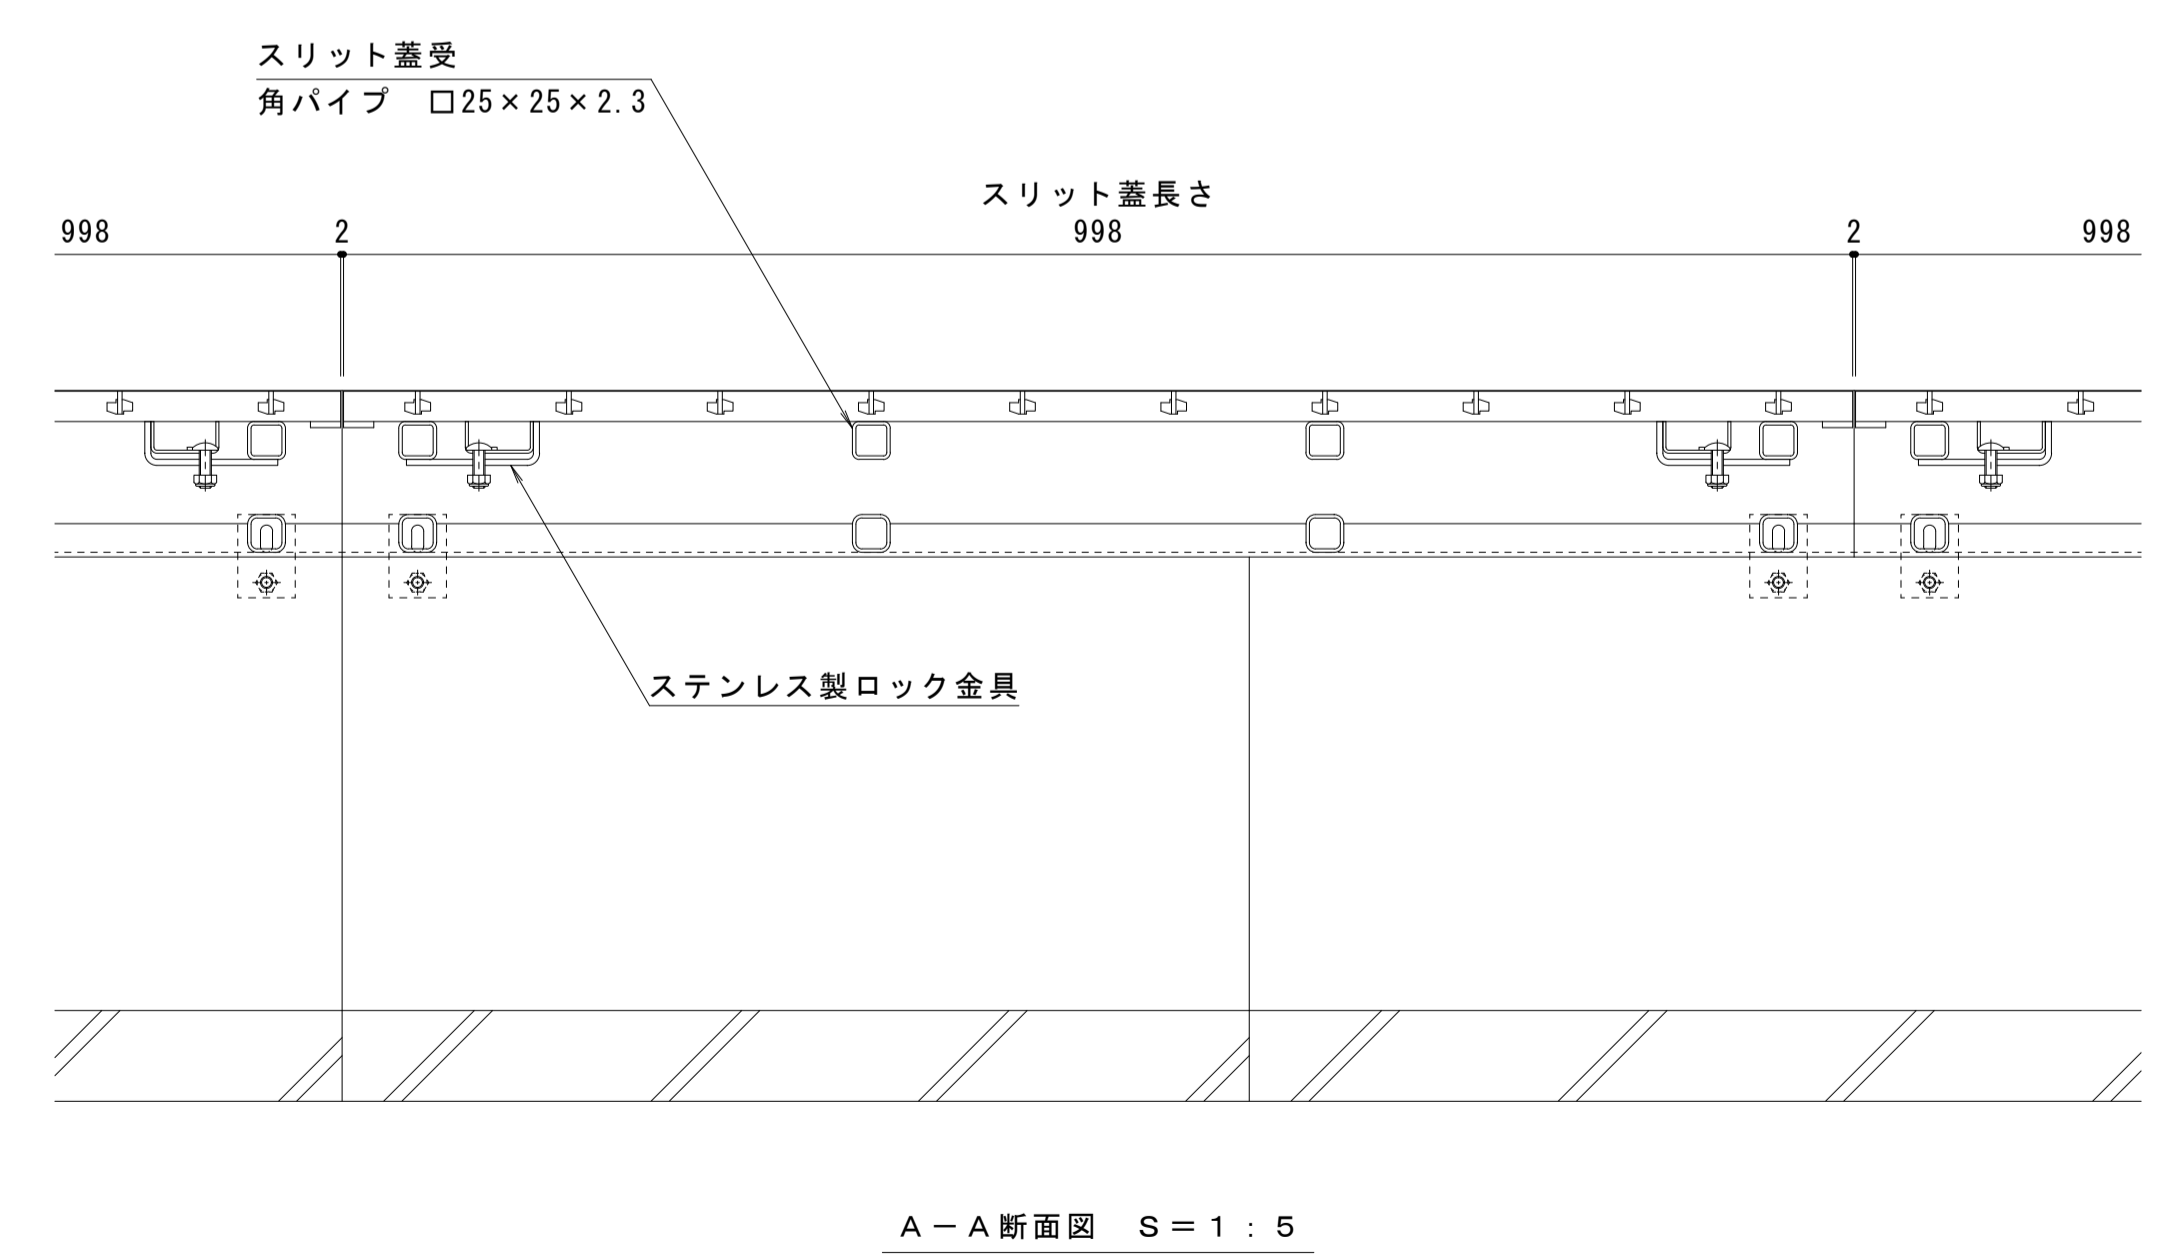 スリット蓋受
角パイプ　□25×25×2.3
スリット蓋長さ
998 2 998 2 998
ステンレス製ロック金具
Ａ－Ａ断面図　Ｓ＝１：５